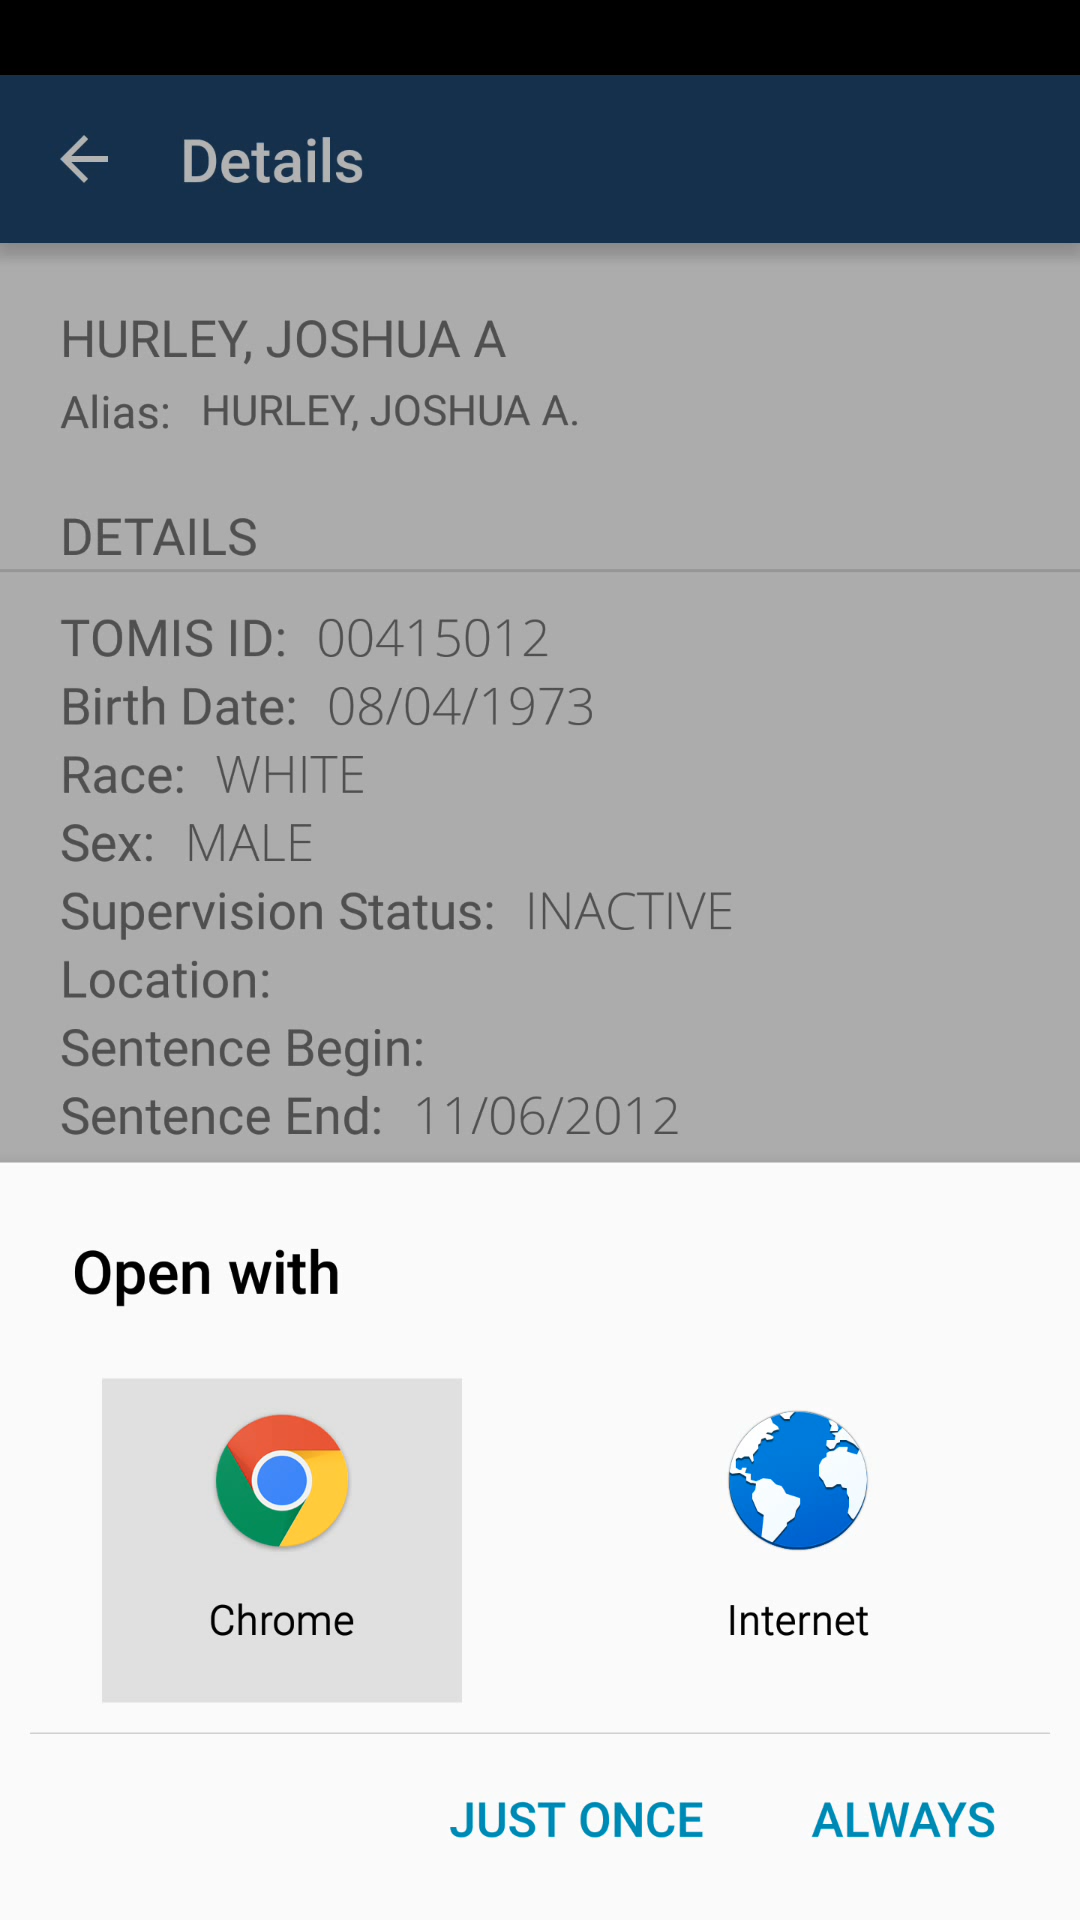 Details
HURLEY, JOSHUA A
Alias: HURLEY, JOSHUA A.
DETAILS
TOMIS ID: 00415012
Birth Date: 08/04/1973
Race: WHITE
Sex: MALE
Supervision Status: INACTIVE
Location:
Sentence Begin:
Sentence End: 11/06/2012
Open with
Chrome
Internet
JUST ONCE
ALWAYS